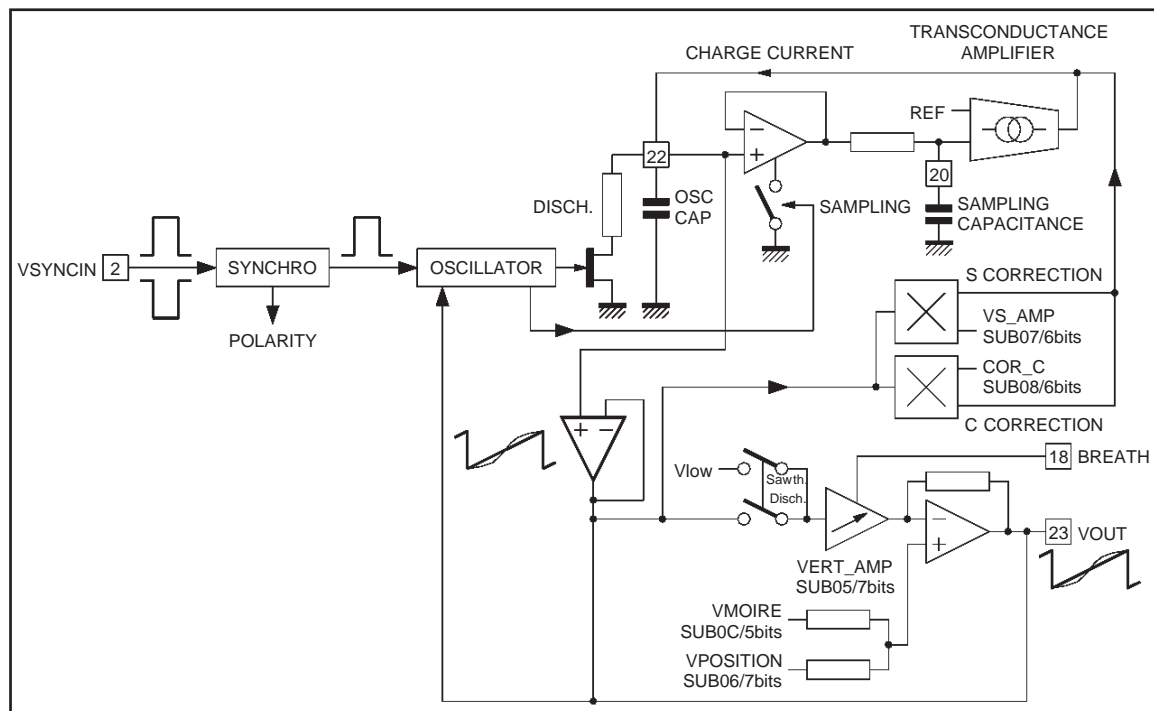 TRANSCONDUCTANCE
AMPLIFIER
CHARGE CURRENT
REF
22
20
DISCH.
OSC
CAP
SAMPLING
SAMPLING
CAPACITANCE
VSYNCIN
2
SYNCHRO
OSCILLATOR
POLARITY
S CORRECTION
VS_AMP
SUB07/6bits
COR_C
SUB08/6bits
C CORRECTION
18
BREATH
Vlow
Sawth.
Disch.
23
VOUT
VERT_AMP
SUB05/7bits
VMOIRE
SUB0C/5bits
VPOSITION
SUB06/7bits